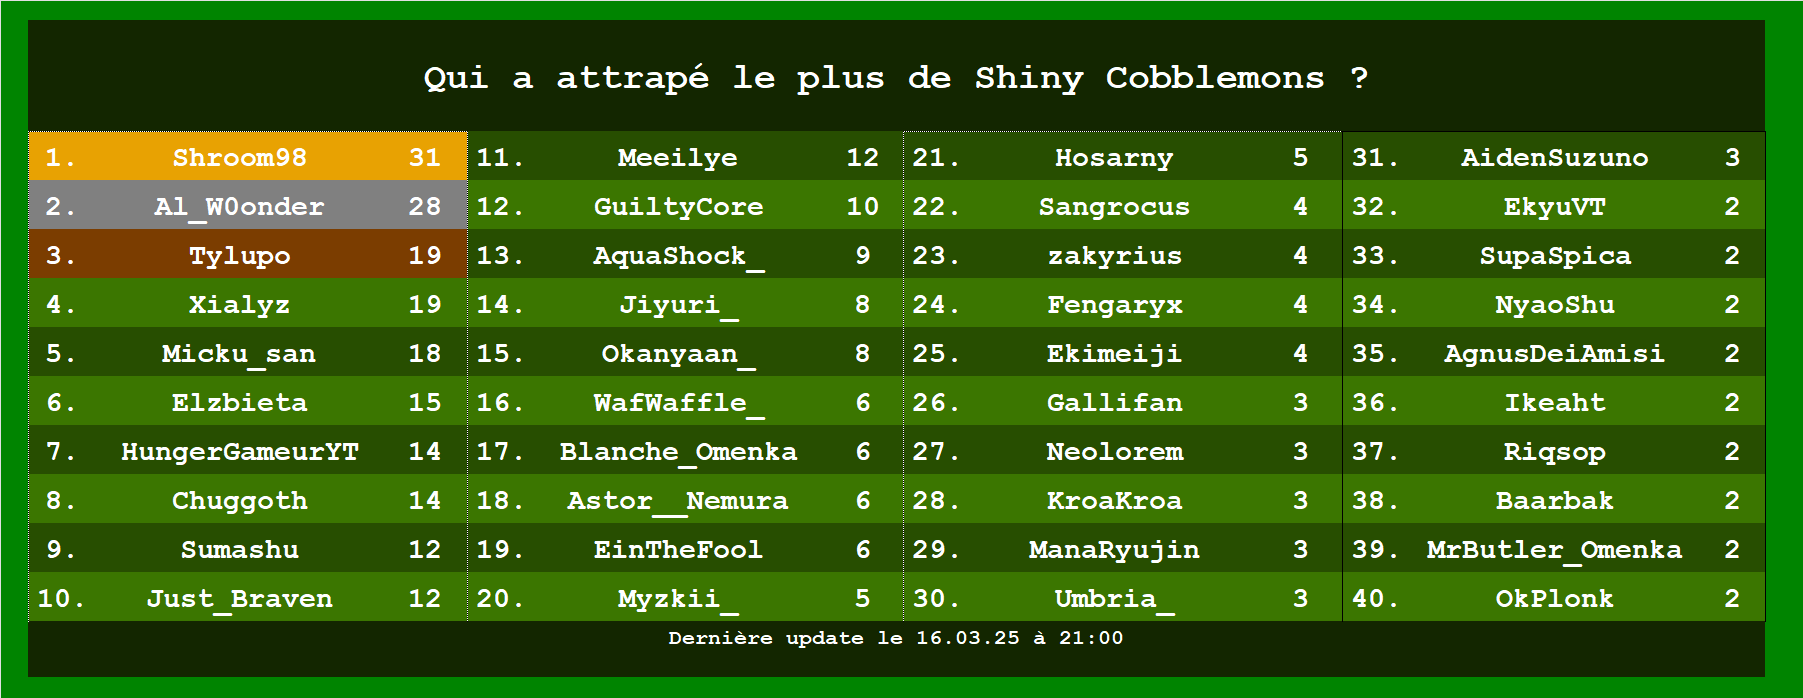 Qui a attrapé le plus de Shiny Cobblemons ?
1. Shroom98 31
2. Al_W0onder 28
3. Tylupo 19
4. Xialyz 19
5. Micku_san 18
6. Elzbieta 15
7. HungerGameurYT 14
8. Chuggoth 14
9. Sumashu 12
10. Just_Braven 12
11. Meeilye 12
12. GuiltyCore 10
13. AquaShock_ 9
14. Jiyuri_ 8
15. Okanyaan_ 8
16. WafWaffle_ 6
17. Blanche_Omenka 6
18. Astor__Nemura 6
19. EinTheFool 6
20. Myzkii_ 5
21. Hosarny 5
22. Sangrocus 4
23. zakyrius 4
24. Fengaryx 4
25. Ekimeiji 4
26. Gallifan 3
27. Neolorem 3
28. KroaKroa 3
29. ManaRyujin 3
30. Umbria_ 3
31. AidenSuzuno 3
32. EkyuVT 2
33. SupaSpica 2
34. NyaoShu 2
35. AgnusDeiAmisi 2
36. Ikeaht 2
37. Riqsop 2
38. Baarbak 2
39. MrButler_Omenka 2
40. OkPlonk 2
Dernière update le 16.03.25 à 21:00